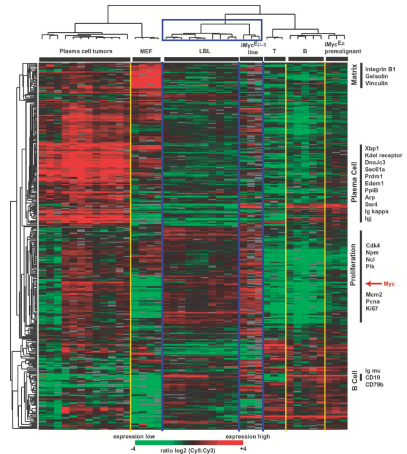 iMycEμ-1 iMycEμ
Plasma cell tumors MEF LBL line T B premalignant
Matrix
Integrin B1
Gelsolin
Vinculin
Plasma Cell
Xbp1
Kdel receptor
DnaJc3
Sec61a
Prdm1
Edem1
PpiB
Arp
Ssr4
Ig kappa
Igj
Proliferation
Cdk4
Npm
Ncl
Plk
Myc
Mcm2
Pcna
Ki67
B Cell
Ig mu
CD19
CD79b
expression low expression high
-4 +4
ratio log2 (Cy5:Cy3)